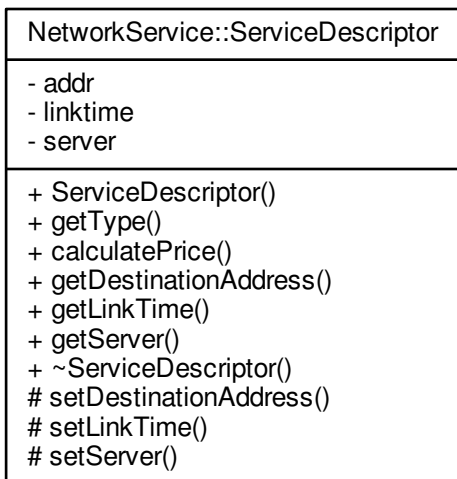 NetworkService::ServiceDescriptor
- addr
- linktime
- server
+ ServiceDescriptor()
+ getType()
+ calculatePrice()
+ getDestinationAddress()
+ getLinkTime()
+ getServer()
+ ~ServiceDescriptor()
# setDestinationAddress()
# setLinkTime()
# setServer()